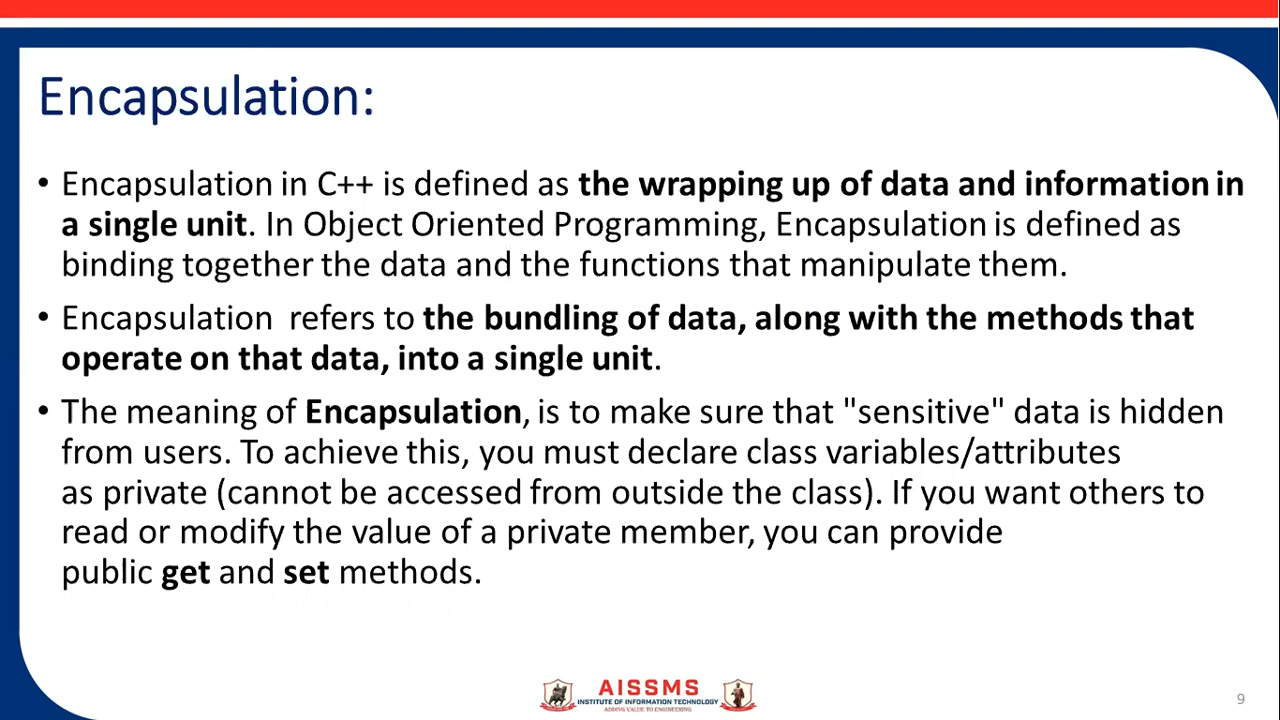 Encapsulation:
• Encapsulation in C++ is defined as the wrapping up of data and information in
a single unit. In Object Oriented Programming, Encapsulation is defined as
binding together the data and the functions that manipulate them.
• Encapsulation  refers to the bundling of data, along with the methods that
operate on that data, into a single unit.
• The meaning of Encapsulation, is to make sure that "sensitive" data is hidden
from users. To achieve this, you must declare class variables/attributes
as private (cannot be accessed from outside the class). If you want others to
read or modify the value of a private member, you can provide
public get and set methods.
AISSMS
INSTITUTE OF INFORMATION TECHNOLOGY
ADDING VALUE TO ENGINEERING
9